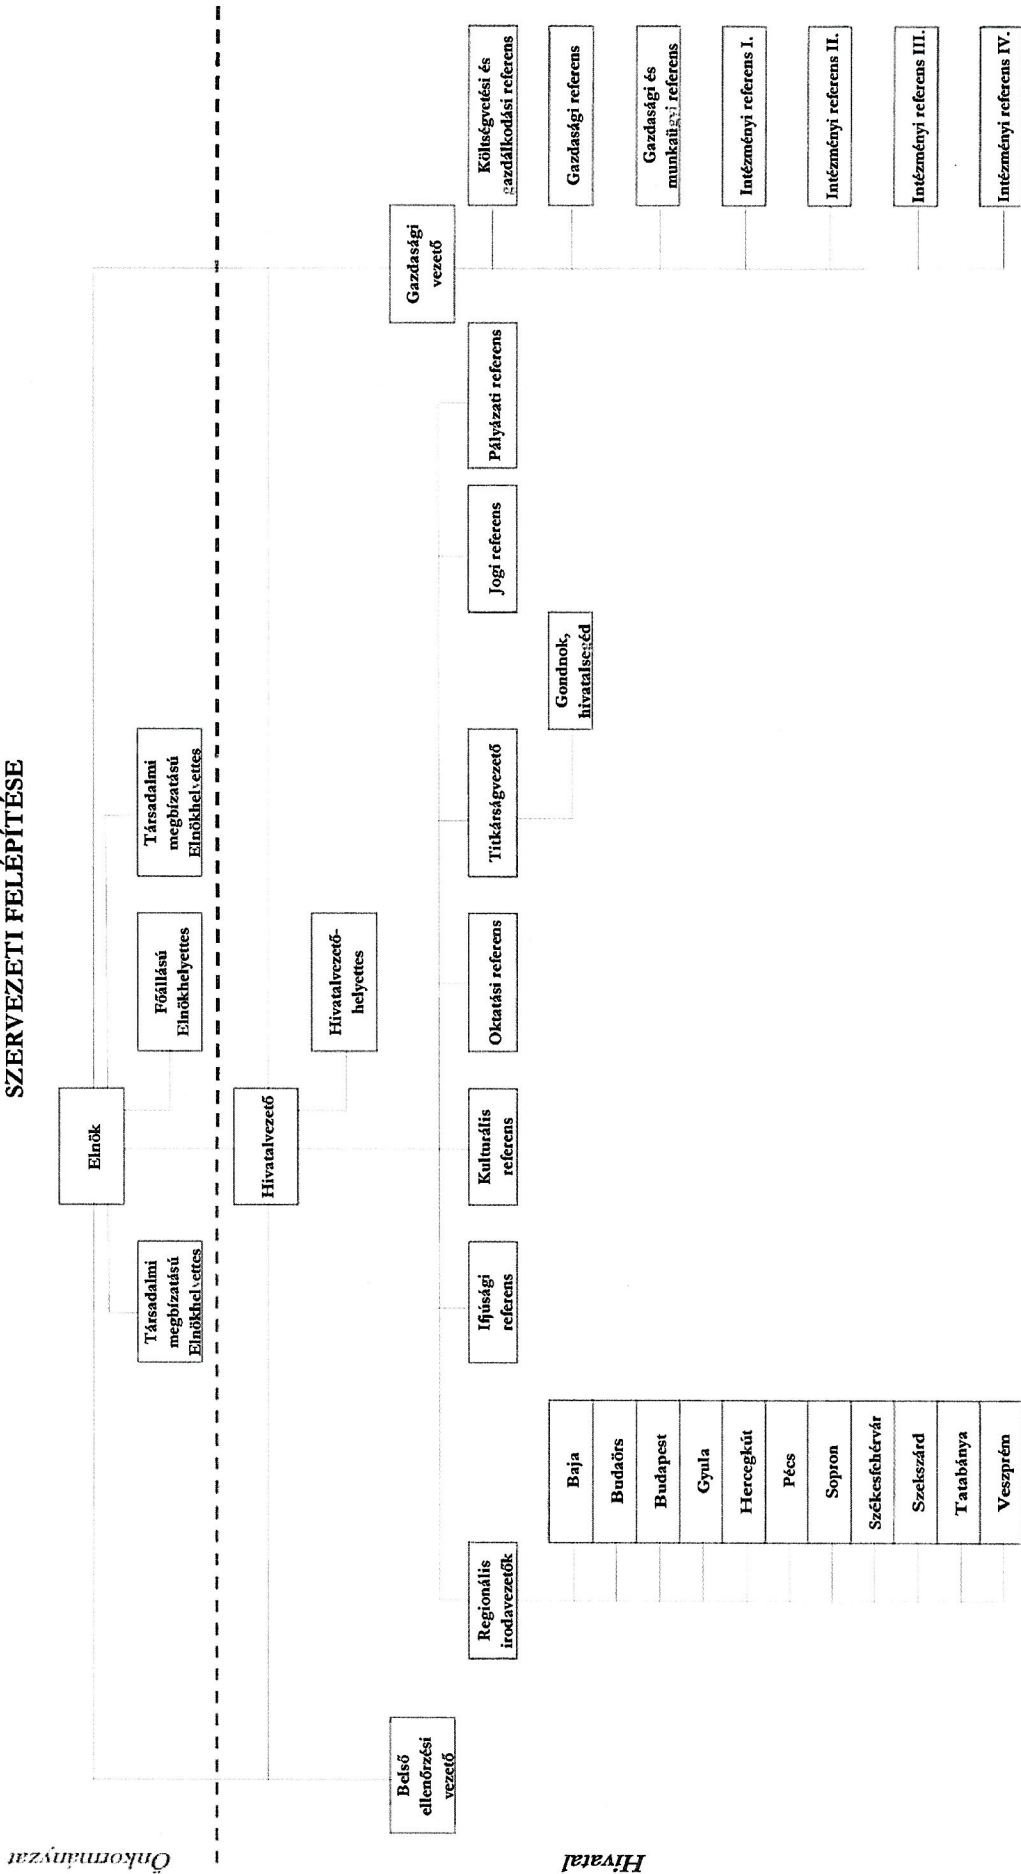 SZERVEZETI FELÉPÍTÉSE
Önkormányzat
Elnök
Társadalmi
megbízatású
Elnökhelyettes
Főállású
Elnökhelyettes
Társadalmi
megbízatású
Elnökhelyettes
Hivatal
Hivatalvezető
Hivatalvezető-
helyettes
Belső
ellenőrzési
vezető
Gazdasági
vezető
Regionális
irodavezetők
Ifjúsági
referens
Kulturális
referens
Oktatási referens
Titkárságvezető
Jogi referens
Pályázati referens
Költségvetési és
gazdálkodási referens
Baja
Budaörs
Budapest
Gyula
Hercegkút
Pécs
Sopron
Székesfehérvár
Szekszárd
Tatabánya
Veszprém
Gondnok,
hivatalsegéd
Gazdasági referens
Gazdasági és
munkaügyi referens
Intézményi referens I.
Intézményi referens II.
Intézményi referens III.
Intézményi referens IV.